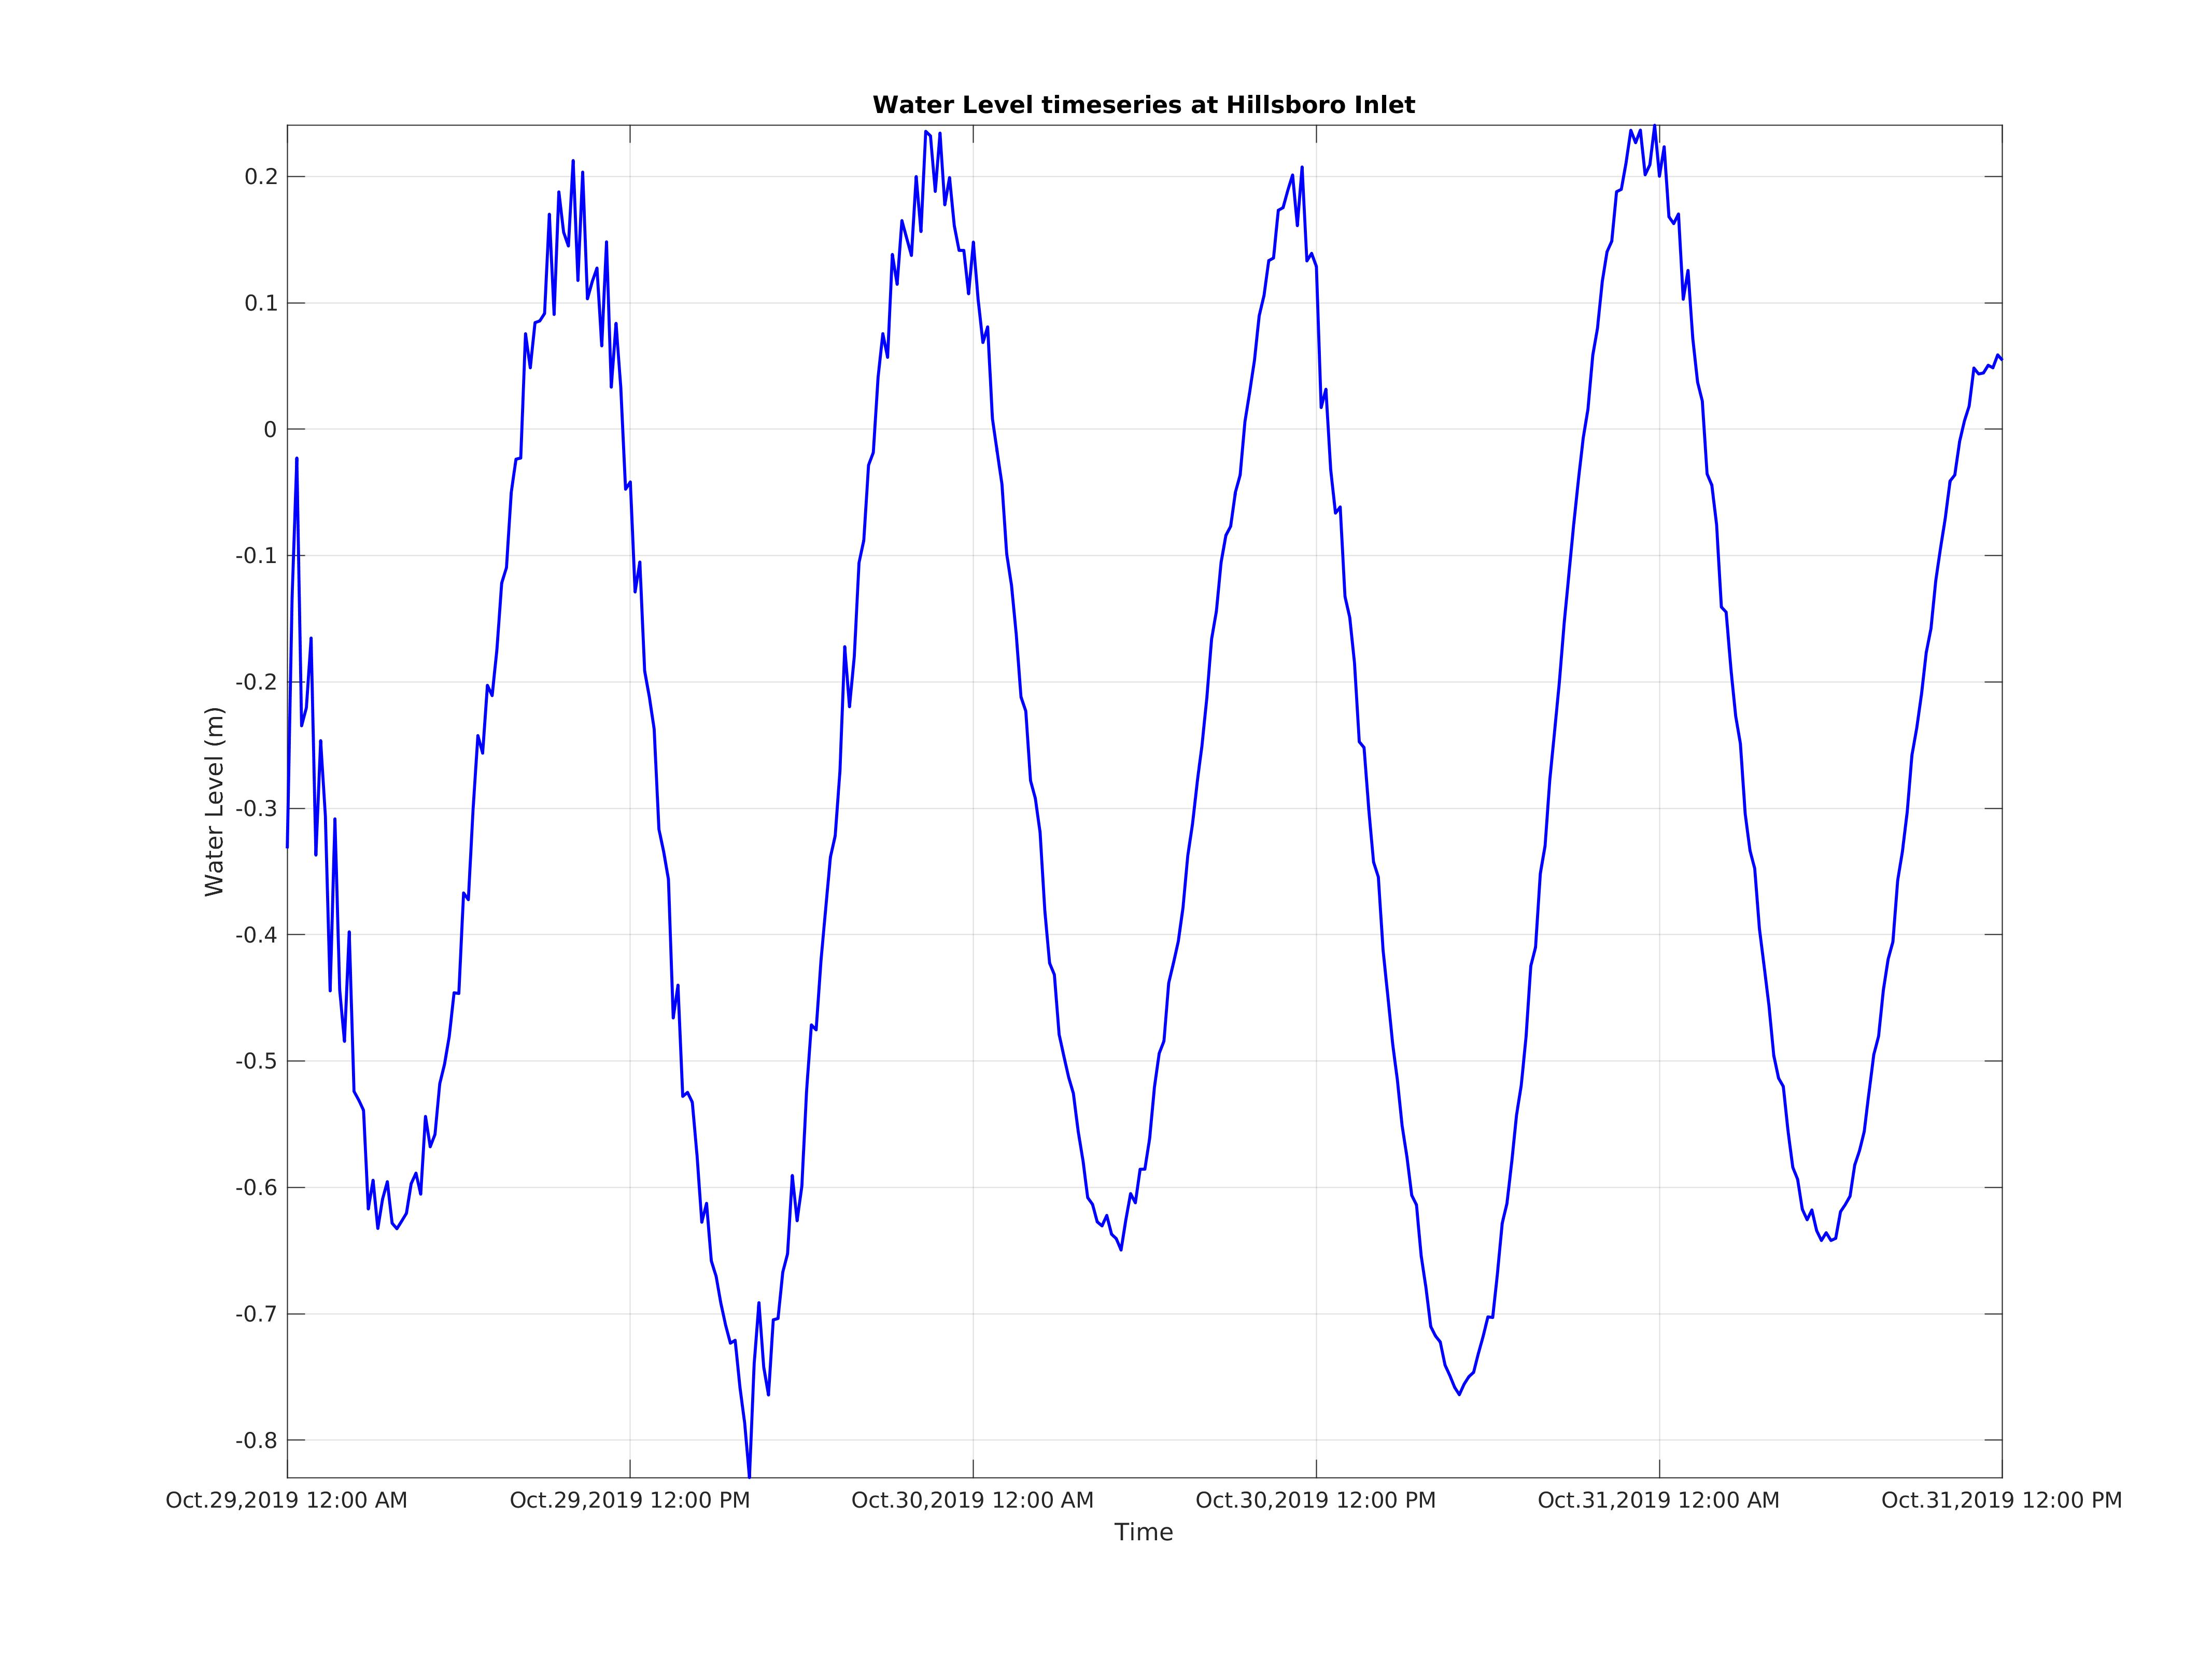 Water Level timeseries at Hillsboro Inlet
0.2
0.1
0
-0.1
-0.2
-0.3
-0.4
-0.5
-0.6
-0.7
-0.8
Water Level (m)
Oct.29,2019 12:00 AM
Oct.29,2019 12:00 PM
Oct.30,2019 12:00 AM
Oct.30,2019 12:00 PM
Oct.31,2019 12:00 AM
Oct.31,2019 12:00 PM
Time